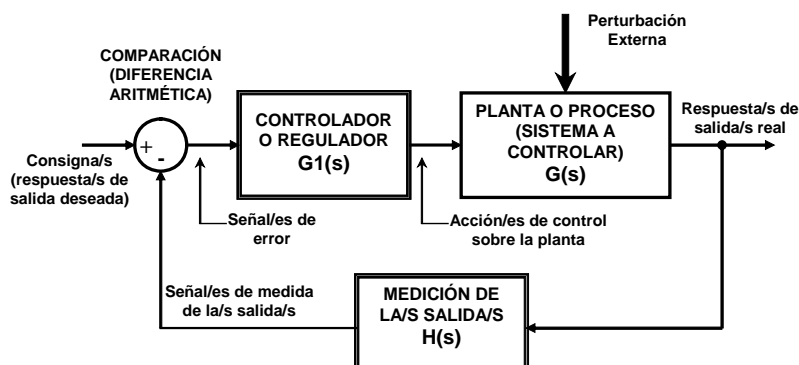 Perturbación
Externa
COMPARACIÓN
(DIFERENCIA
ARITMÉTICA)
+
-
Consigna/s
(respuesta/s de
salida deseada)
Señal/es de
error
CONTROLADOR
O REGULADOR
G1(s)
Acción/es de control
sobre la planta
PLANTA O PROCESO
(SISTEMA A
CONTROLAR)
G(s)
Respuesta/s de
salida/s real
Señal/es de medida
de la/s salida/s
MEDICIÓN DE
LA/S SALIDA/S
H(s)